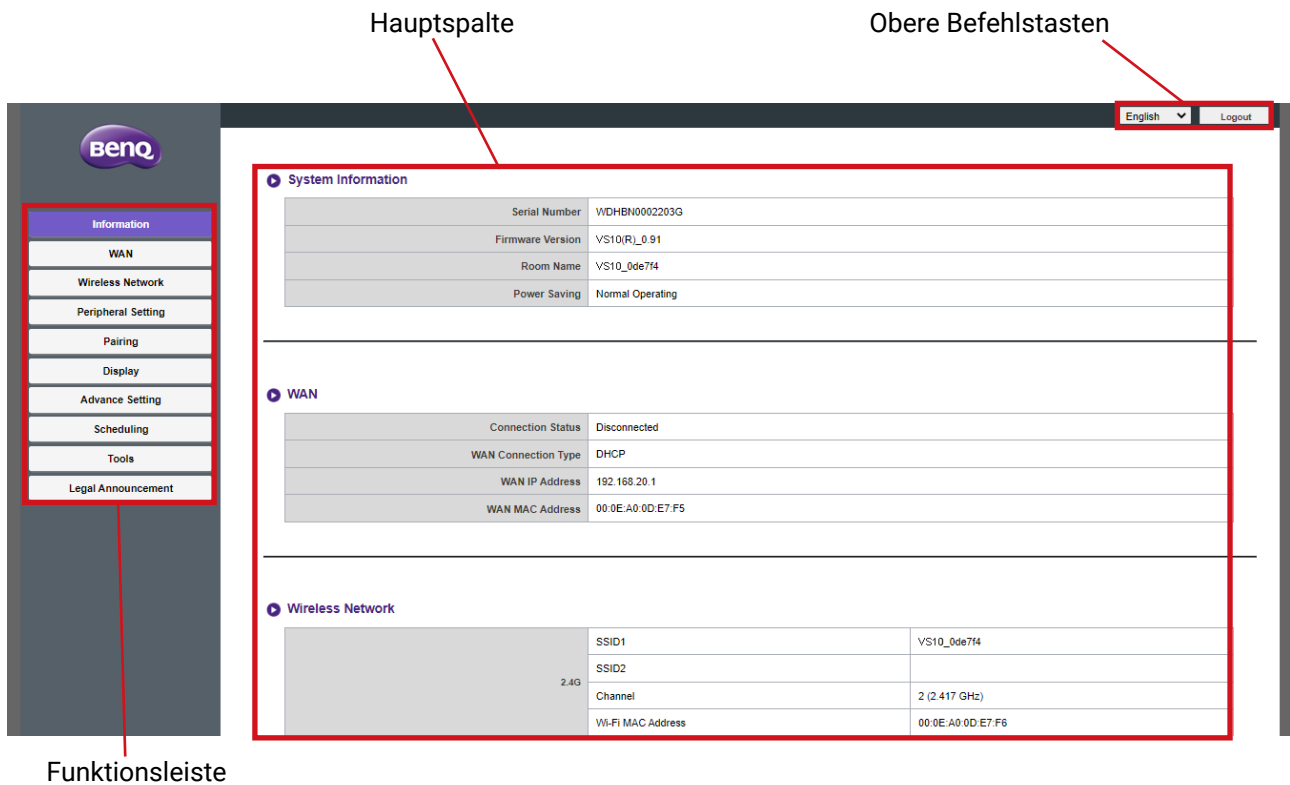 Hauptspalte
Obere Befehlstasten
English
Logout
BenQ
Information
WAN
Wireless Network
Peripheral Setting
Pairing
Display
Advance Setting
Scheduling
Tools
Legal Announcement
System Information
Serial Number WDHBN0002203G
Firmware Version VS10(R)_0.91
Room Name VS10_0de7f4
Power Saving Normal Operating
WAN
Connection Status Disconnected
WAN Connection Type DHCP
WAN IP Address 192.168.20.1
WAN MAC Address 00:0E:A0:0D:E7:F5
Wireless Network
2.4G
SSID1 VS10_0de7f4
SSID2
Channel 2 (2.417 GHz)
Wi-Fi MAC Address 00:0E:A0:0D:E7:F6
Funktionsleiste